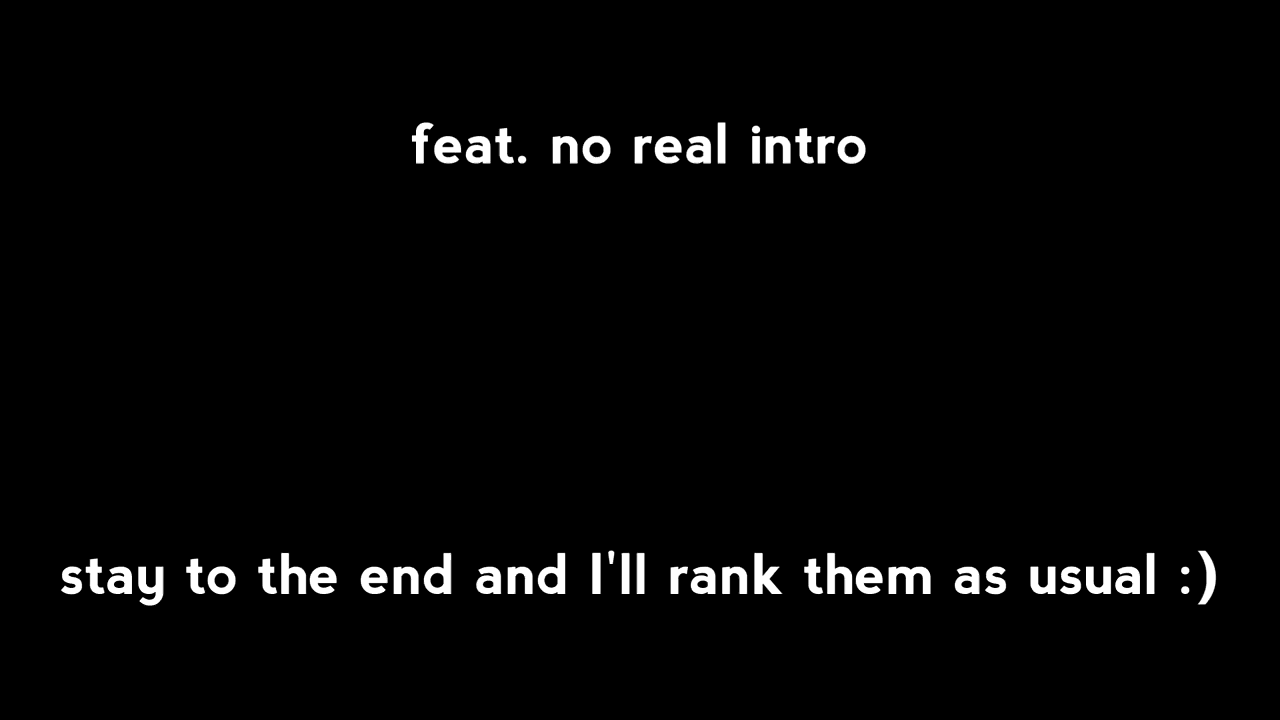 feat. no real intro
stay to the end and I'll rank them as usual :)